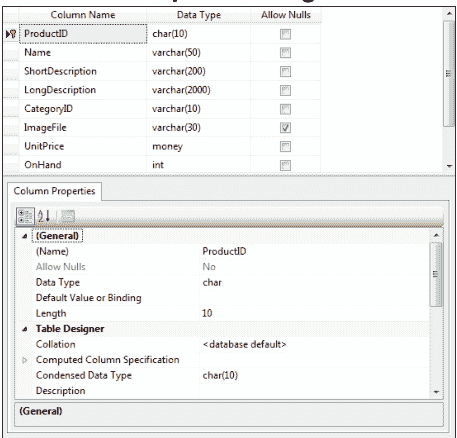 Column Name Data Type Allow Nulls
ProductID char(10)
Name varchar(50)
ShortDescription varchar(200)
LongDescription varchar(2000)
CategoryID varchar(10)
ImageFile varchar(30)
UnitPrice money
OnHand int
Column Properties
(General)
(Name) ProductID
Allow Nulls No
Data Type char
Default Value or Binding
Length 10
Table Designer
Collation <database default>
Computed Column Specification
Condensed Data Type char(10)
Description
(General)